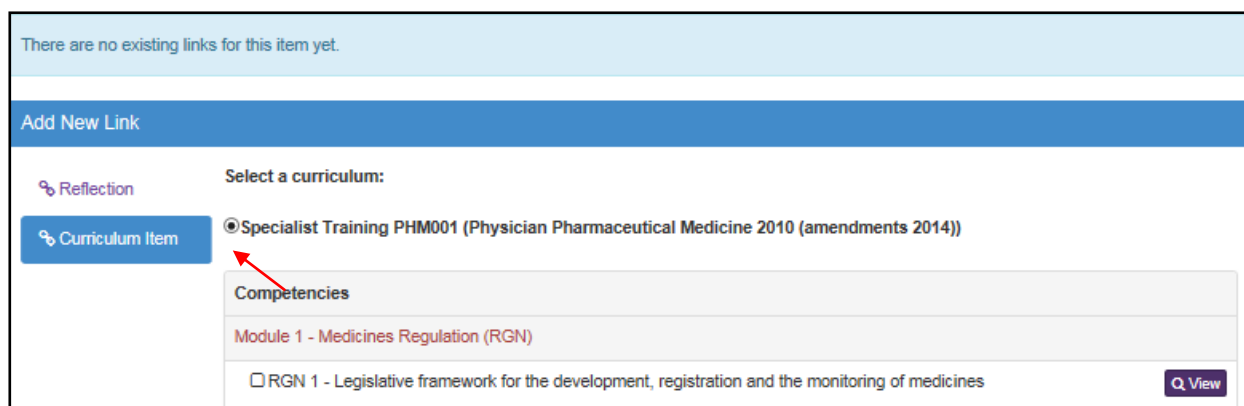 There are no existing links for this item yet.
Add New Link
Reflection
Select a curriculum:
Curriculum Item
Specialist Training PHM001 (Physician Pharmaceutical Medicine 2010 (amendments 2014))
Competencies
Module 1 - Medicines Regulation (RGN)
RGN 1 - Legislative framework for the development, registration and the monitoring of medicines
View